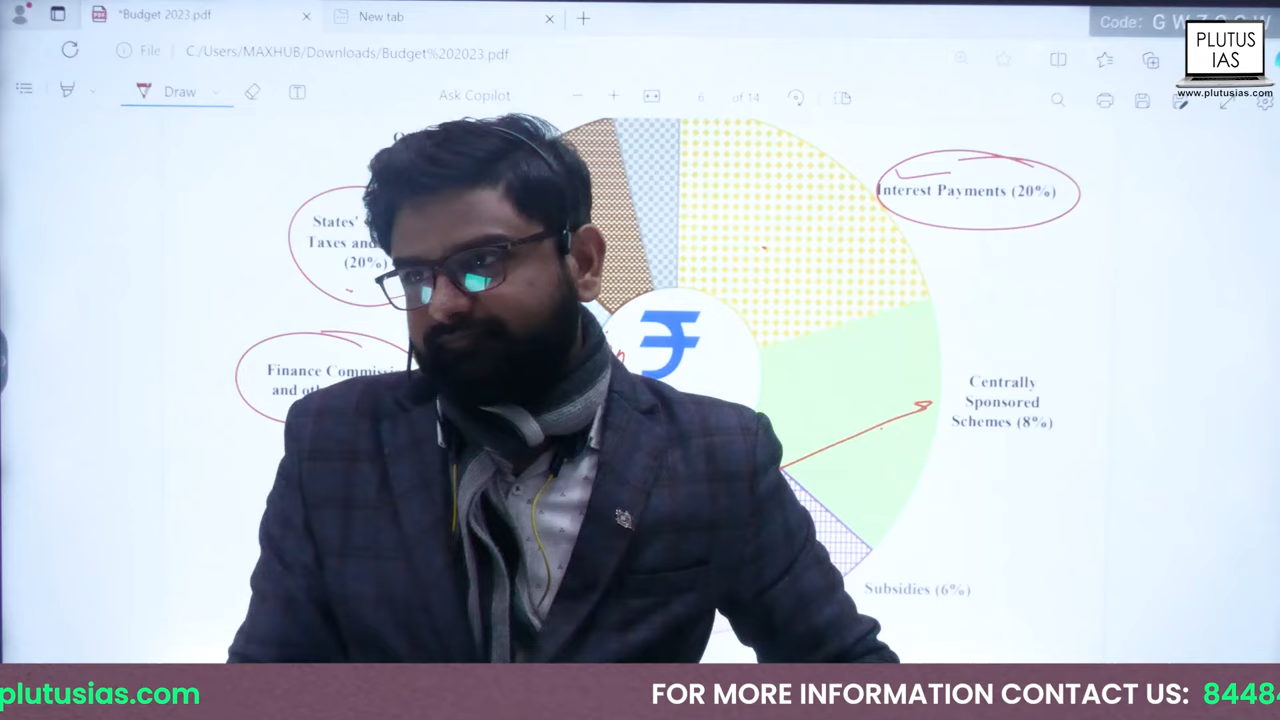 *Budget 2023.pdf
New tab
Code: G W
PLUTUS
IAS
www.plutusias.com
File
C:/Users/MAXHUB/Downloads/Budget%202023.pdf
Draw
Ask Copilot
6 of 14
Interest Payments (20%)
States'
Taxes and
(20%)
₹
Finance
and
Centrally
Sponsored
Schemes (8%)
Subsidies (6%)
plutusias.com
FOR MORE INFORMATION CONTACT US: 8448